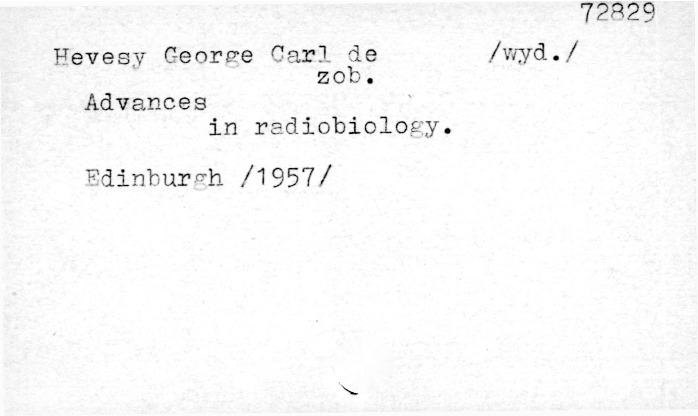 72829
Hevesy George Carl de /wyd./
zob.
Advances
in radiobiology.
Edinburgh /1957/